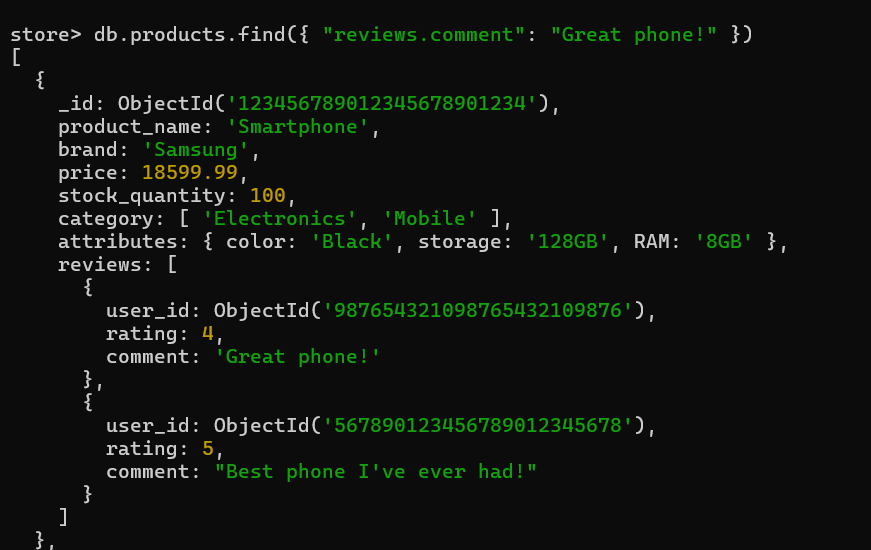 store> db.products.find({ "reviews.comment": "Great phone!" })
[
  {
    _id: ObjectId('123456789012345678901234'),
    product_name: 'Smartphone',
    brand: 'Samsung',
    price: 18599.99,
    stock_quantity: 100,
    category: [ 'Electronics', 'Mobile' ],
    attributes: { color: 'Black', storage: '128GB', RAM: '8GB' },
    reviews: [
      {
        user_id: ObjectId('987654321098765432109876'),
        rating: 4,
        comment: 'Great phone!'
      },
      {
        user_id: ObjectId('567890123456789012345678'),
        rating: 5,
        comment: "Best phone I've ever had!"
      }
    ]
  },